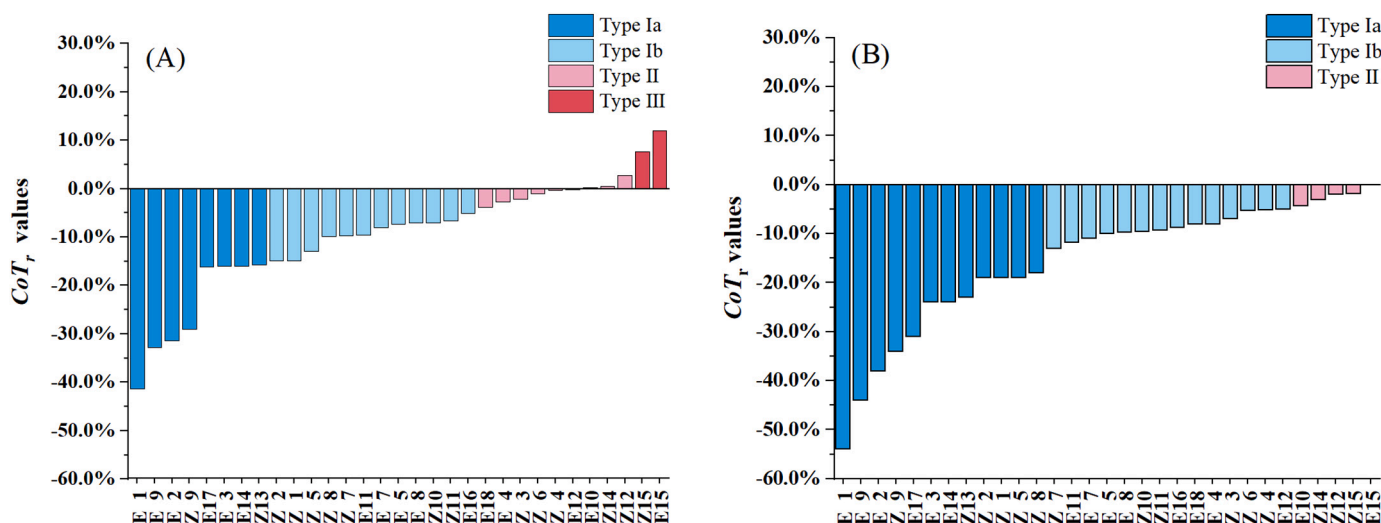 (A)
Type Ia
Type Ib
Type II
Type III
30.0%
20.0%
10.0%
0.0%
-10.0%
-20.0%
-30.0%
-40.0%
-50.0%
-60.0%
CoTr values
E 1
E 9
E 2
Z 9
E17
E 3
E14
Z13
Z 2
Z 1
Z 5
Z 8
Z 7
E11
E 7
E 5
E 8
Z10
Z11
E16
E18
E 4
Z 3
Z 6
Z 4
E12
E10
Z14
Z12
Z15
E15
(B)
Type Ia
Type Ib
Type II
30.0%
20.0%
10.0%
0.0%
-10.0%
-20.0%
-30.0%
-40.0%
-50.0%
-60.0%
CoTr values
E 1
E 9
E 2
Z 9
E17
E 3
E14
Z13
Z 2
Z 1
Z 5
Z 8
Z 7
E11
E 7
E 5
E 8
Z10
Z11
E16
E18
E 4
Z 3
Z 6
Z 4
E12
E10
Z14
Z12
Z15
E15